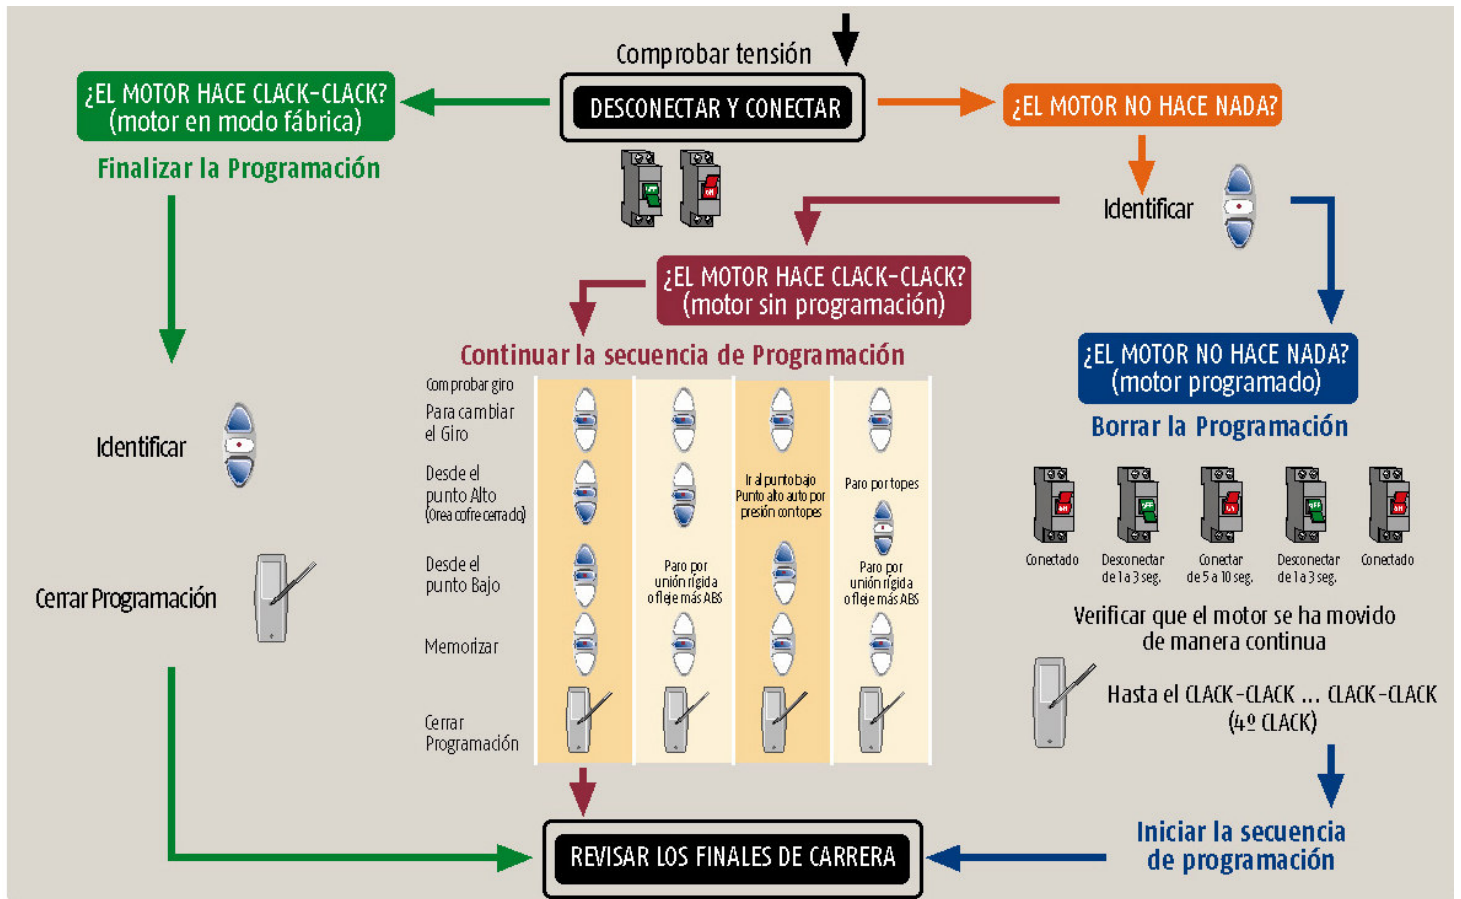 Comprobar tensión
DESCONECTAR Y CONECTAR
¿EL MOTOR HACE CLACK-CLACK?
(motor en modo fábrica)
Finalizar la Programación
Identificar
Cerrar Programación
¿EL MOTOR NO HACE NADA?
Identificar
¿EL MOTOR HACE CLACK-CLACK?
(motor sin programación)
Continuar la secuencia de Programación
Comprobar giro
Para cambiar
el Giro
Desde el
punto Alto
(Orea cofre cerrado)
Ir al punto bajo
Punto alto auto por
presión con topes
Paro por topes
Desde el
punto Bajo
Paro por
unión rígida
o fleje más ABS
Paro por
unión rígida
o fleje más ABS
Memorizar
Cerrar
Programación
¿EL MOTOR NO HACE NADA?
(motor programado)
Borrar la Programación
Conectado
Desconectar
de 1 a 3 seg.
Conectar
de 5 a 10 seg.
Desconectar
de 1 a 3 seg.
Conectado
Verificar que el motor se ha movido
de manera continua
Hasta el CLACK-CLACK ... CLACK-CLACK
(4º CLACK)
Iniciar la secuencia
de programación
REVISAR LOS FINALES DE CARRERA